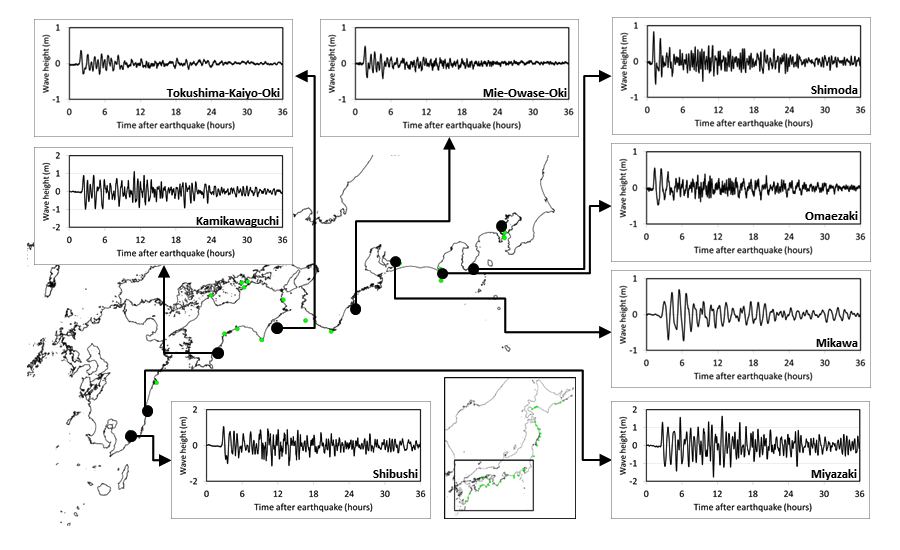 1
0
-1
Wave height (m)
0 6 12 18 24 30 36
Time after earthquake (hours)
Tokushima-Kaiyo-Oki
1
0
-1
Wave height (m)
0 6 12 18 24 30 36
Time after earthquake (hours)
Mie-Owase-Oki
1
0
-1
Wave height (m)
0 6 12 18 24 30 36
Time after earthquake (hours)
Shimoda
2
1
0
-1
-2
Wave height (m)
0 6 12 18 24 30 36
Time after earthquake (hours)
Kamikawaguchi
1
0
-1
Wave height (m)
0 6 12 18 24 30 36
Time after earthquake (hours)
Omaezaki
1
0
-1
Wave height (m)
0 6 12 18 24 30 36
Time after earthquake (hours)
Mikawa
2
0
-2
Wave height (m)
0 6 12 18 24 30 36
Time after earthquake (hours)
Shibushi
2
1
0
-1
-2
Wave height (m)
0 6 12 18 24 30 36
Time after earthquake (hours)
Miyazaki